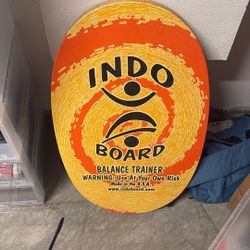 INDO
BOARD
BALANCE TRAINER
WARNING: Use At Your Own Risk
Made in the U.S.A.
www.indoboard.com